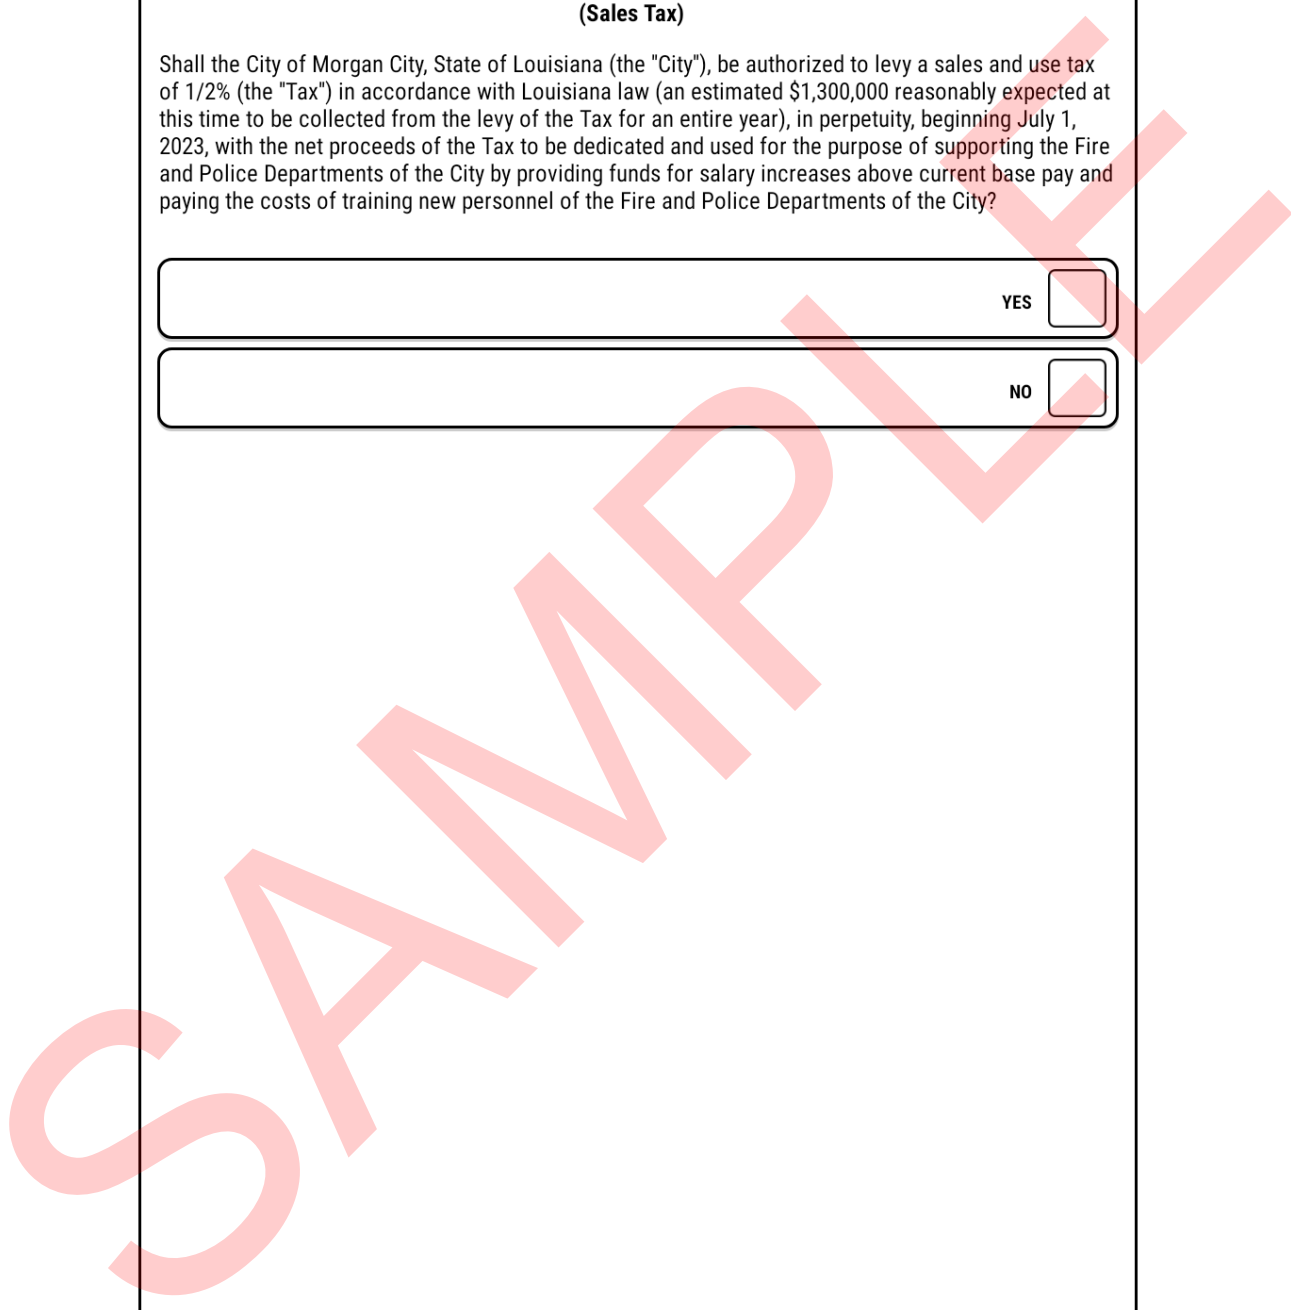 (Sales Tax)
Shall the City of Morgan City, State of Louisiana (the "City"), be authorized to levy a sales and use tax
of 1/2% (the "Tax") in accordance with Louisiana law (an estimated $1,300,000 reasonably expected at
this time to be collected from the levy of the Tax for an entire year), in perpetuity, beginning July 1,
2023, with the net proceeds of the Tax to be dedicated and used for the purpose of supporting the Fire
and Police Departments of the City by providing funds for salary increases above current base pay and
paying the costs of training new personnel of the Fire and Police Departments of the City?
YES
NO
SAMPLE